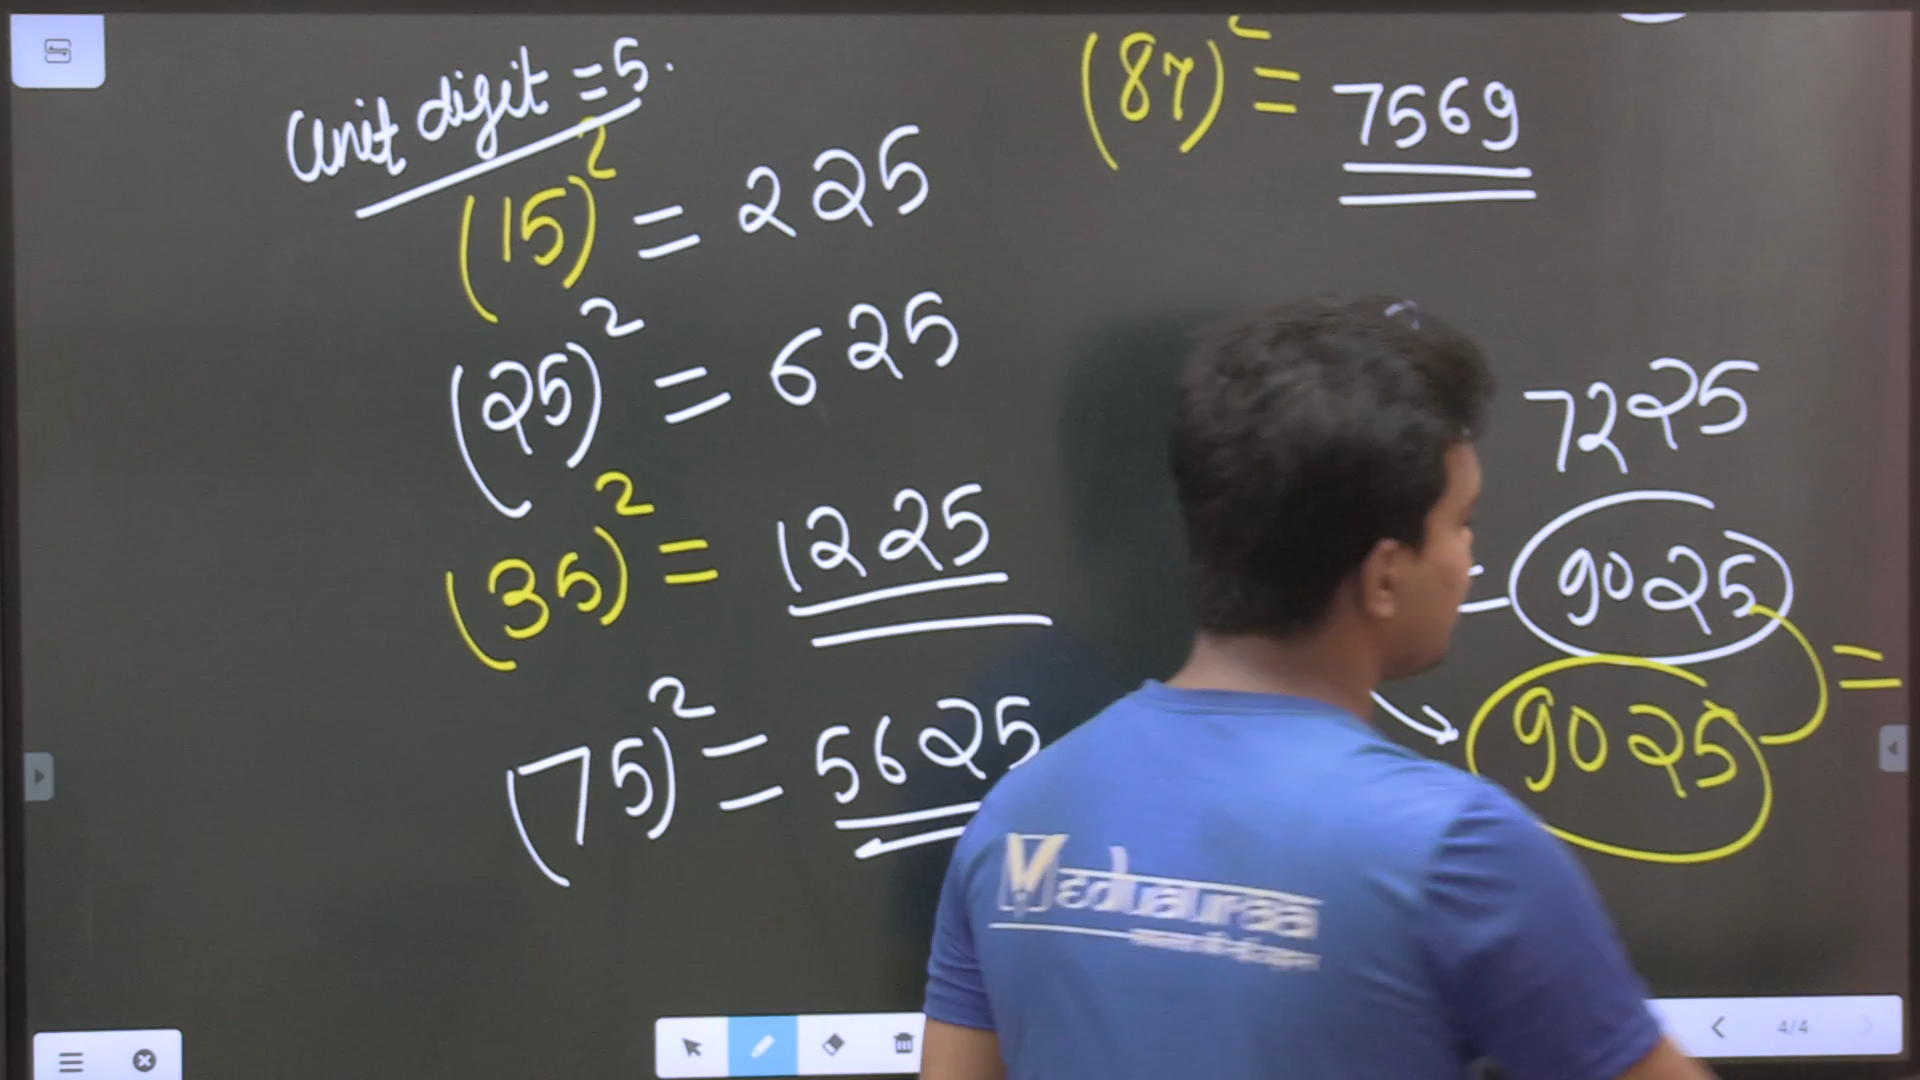 Unit digit = 5.
(15)² = 225
(25)² = 625
(35)² = 1225
(75)² = 5625
(87)² = 7569
7225
= 9025
9025 =
Veduauraa
4/4